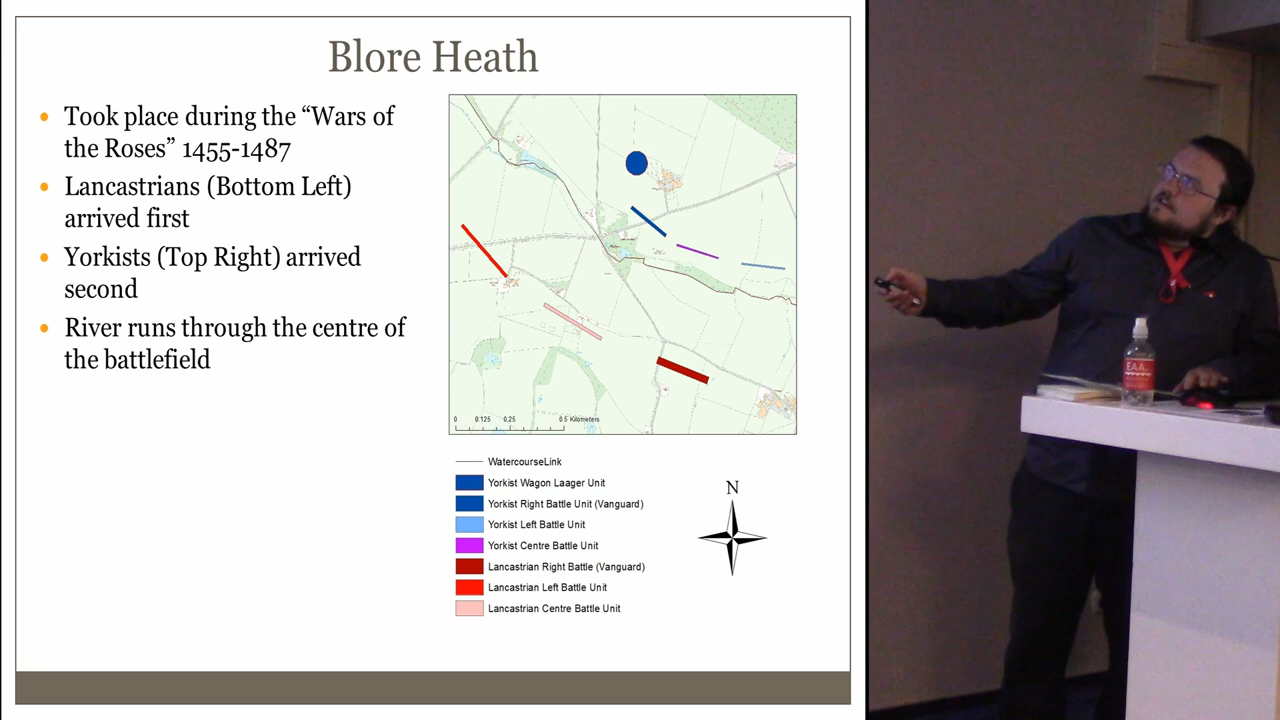 Blore Heath
Took place during the “Wars of
the Roses” 1455-1487
Lancastrians (Bottom Left)
arrived first
Yorkists (Top Right) arrived
second
River runs through the centre of
the battlefield
0 0.125 0.25 0.5 Kilometers
WatercourseLink
Yorkist Wagon Laager Unit
Yorkist Right Battle Unit (Vanguard)
Yorkist Left Battle Unit
Yorkist Centre Battle Unit
Lancastrian Right Battle (Vanguard)
Lancastrian Left Battle Unit
Lancastrian Centre Battle Unit
N
EAA